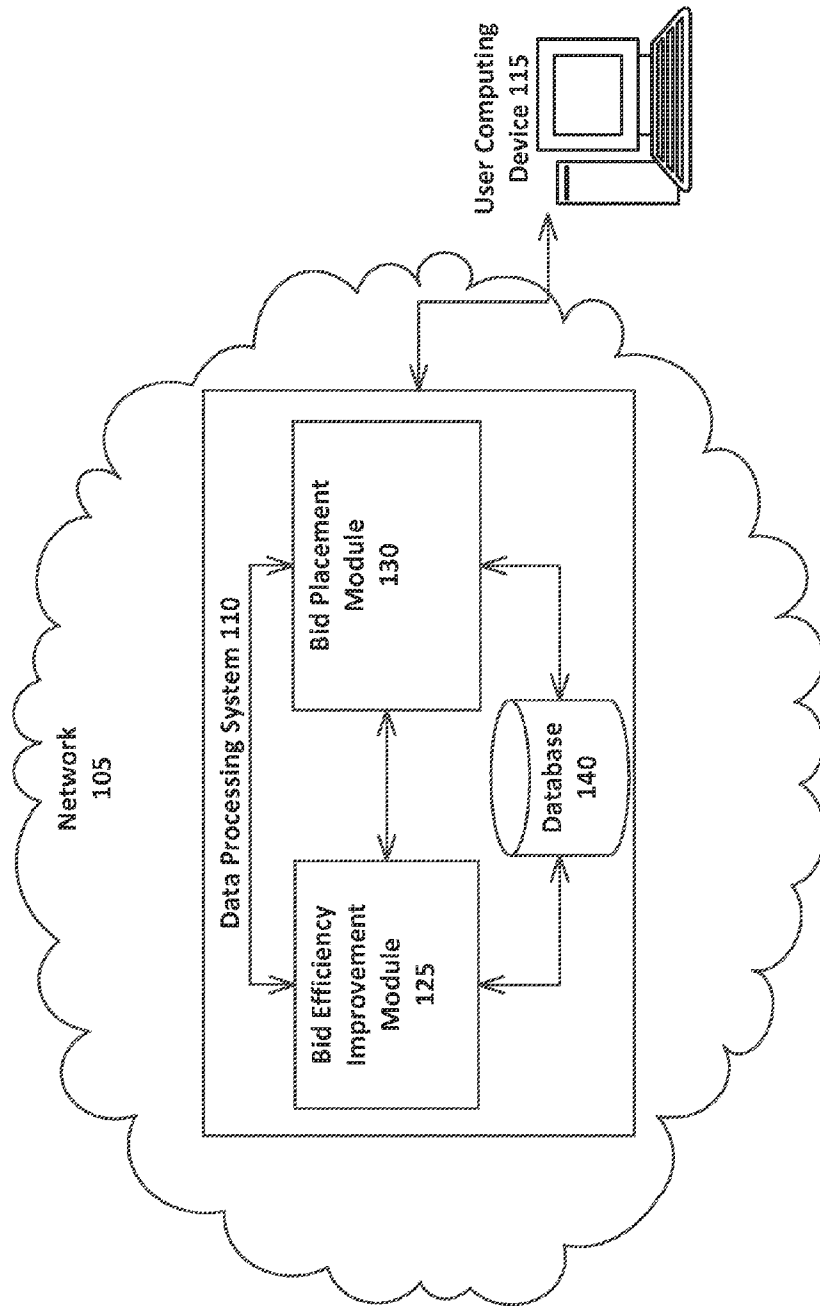 Network
105
Data Processing System 110
Bid Efficiency
Improvement
Module
125
Bid Placement
Module
130
Database
140
User Computing
Device 115